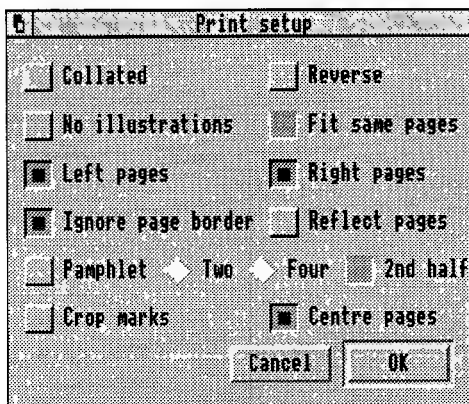 Print setup
Collated Reverse
No illustrations Fit same pages
Left pages Right pages
Ignore page border Reflect pages
Pamphlet Two Four 2nd half
Crop marks Centre pages
Cancel OK